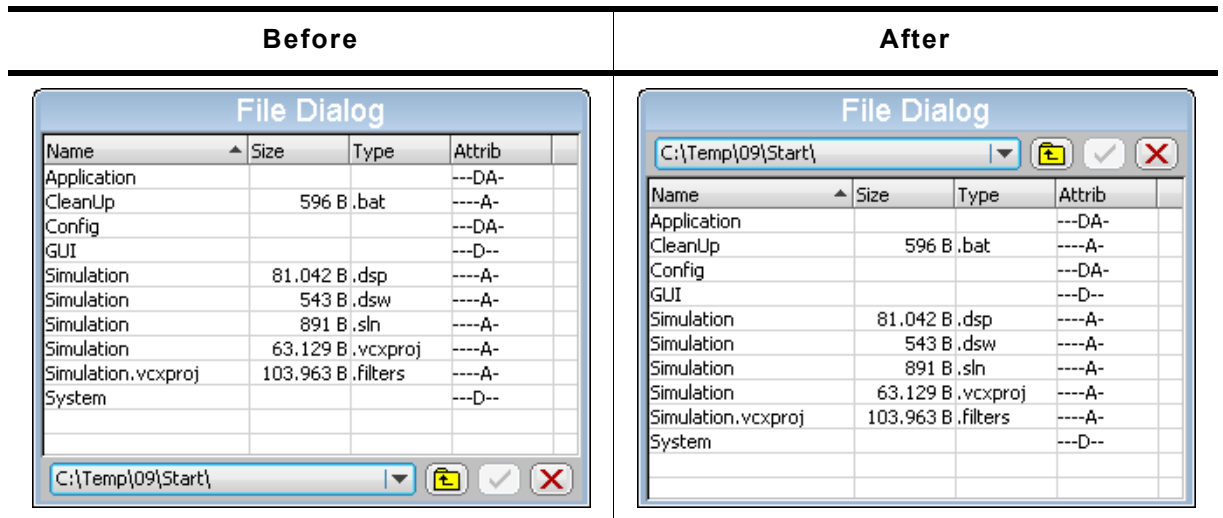 Before After
File Dialog
Name Size Type Attrib
Application ---DA-
CleanUp 596 B .bat ----A-
Config ---DA-
GUI ---D--
Simulation 81.042 B .dsp ----A-
Simulation 543 B .dsw ----A-
Simulation 891 B .sln ----A-
Simulation 63.129 B .vcxproj ----A-
Simulation.vcxproj 103.963 B .filters ----A-
System ---D--
C:\Temp\09\Start\
File Dialog
C:\Temp\09\Start\
Name Size Type Attrib
Application ---DA-
CleanUp 596 B .bat ----A-
Config ---DA-
GUI ---D--
Simulation 81.042 B .dsp ----A-
Simulation 543 B .dsw ----A-
Simulation 891 B .sln ----A-
Simulation 63.129 B .vcxproj ----A-
Simulation.vcxproj 103.963 B .filters ----A-
System ---D--